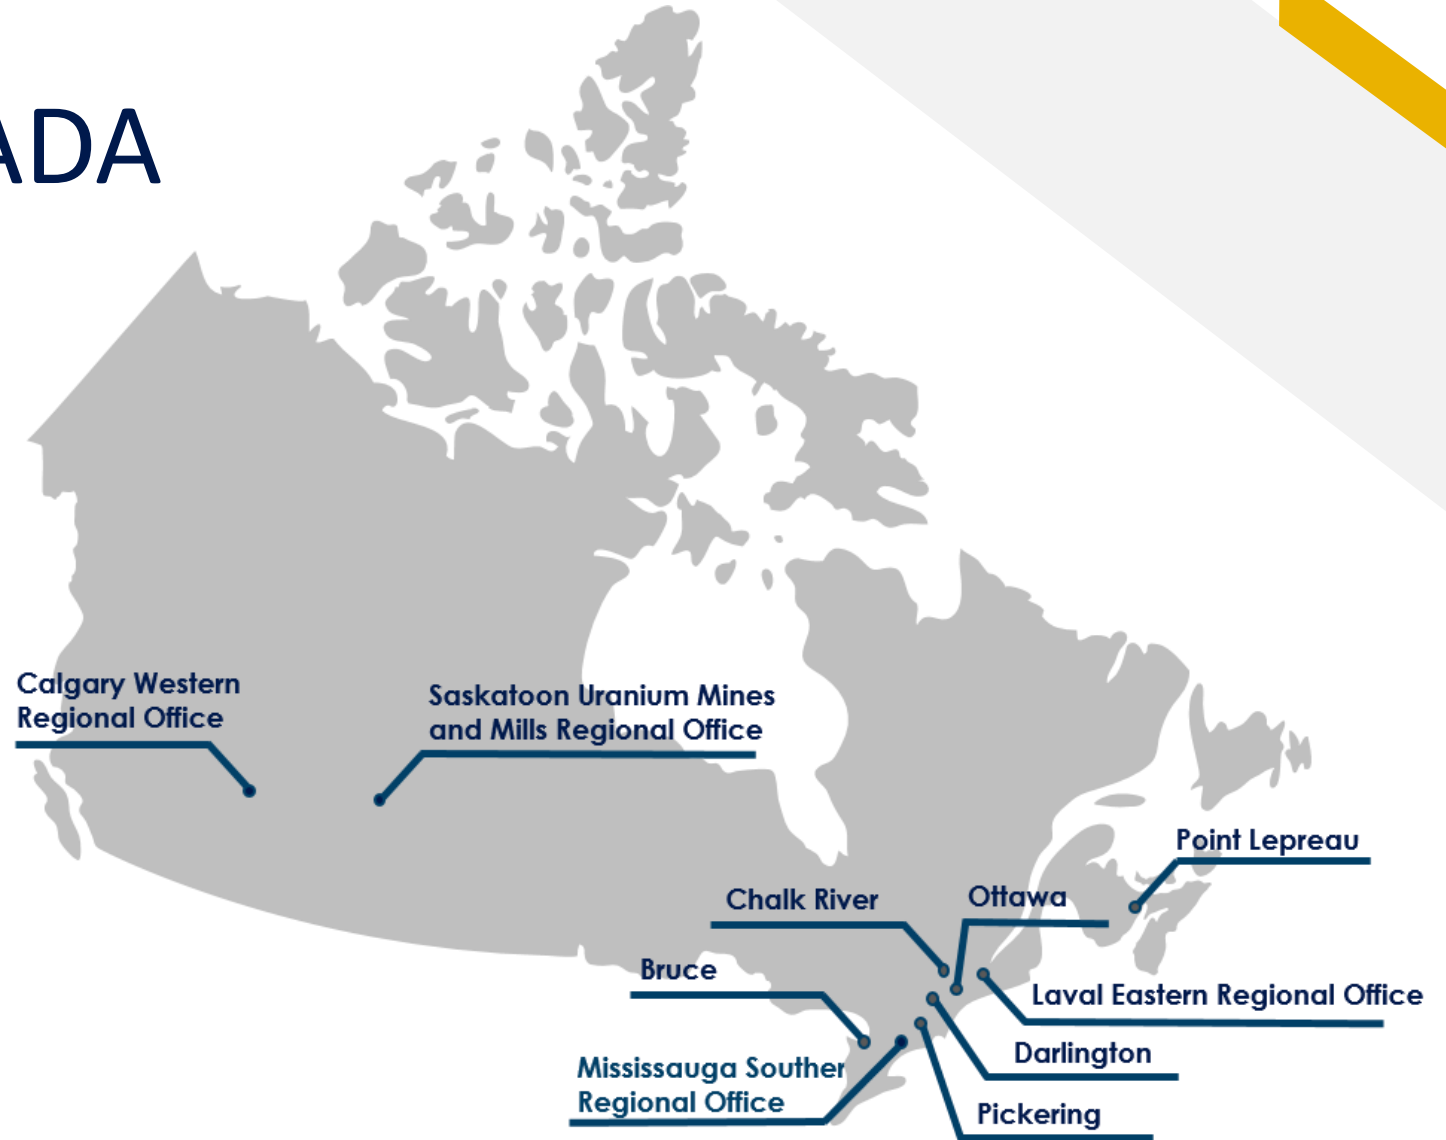 ADA
Calgary Western
Regional Office
Saskatoon Uranium Mines
and Mills Regional Office
Point Lepreau
Chalk River
Ottawa
Bruce
Laval Eastern Regional Office
Darlington
Mississauga Souther
Regional Office
Pickering